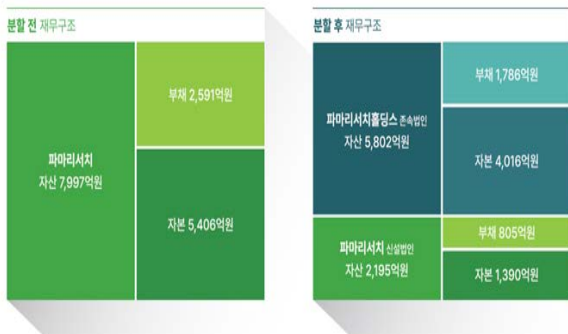 분할 전 재무구조
파마리서치
자산 7,997억원
부채 2,591억원
자본 5,406억원
분할 후 재무구조
파마리서치홀딩스 존속법인
자산 5,802억원
부채 1,786억원
자본 4,016억원
파마리서치 신설법인
자산 2,195억원
부채 805억원
자본 1,390억원